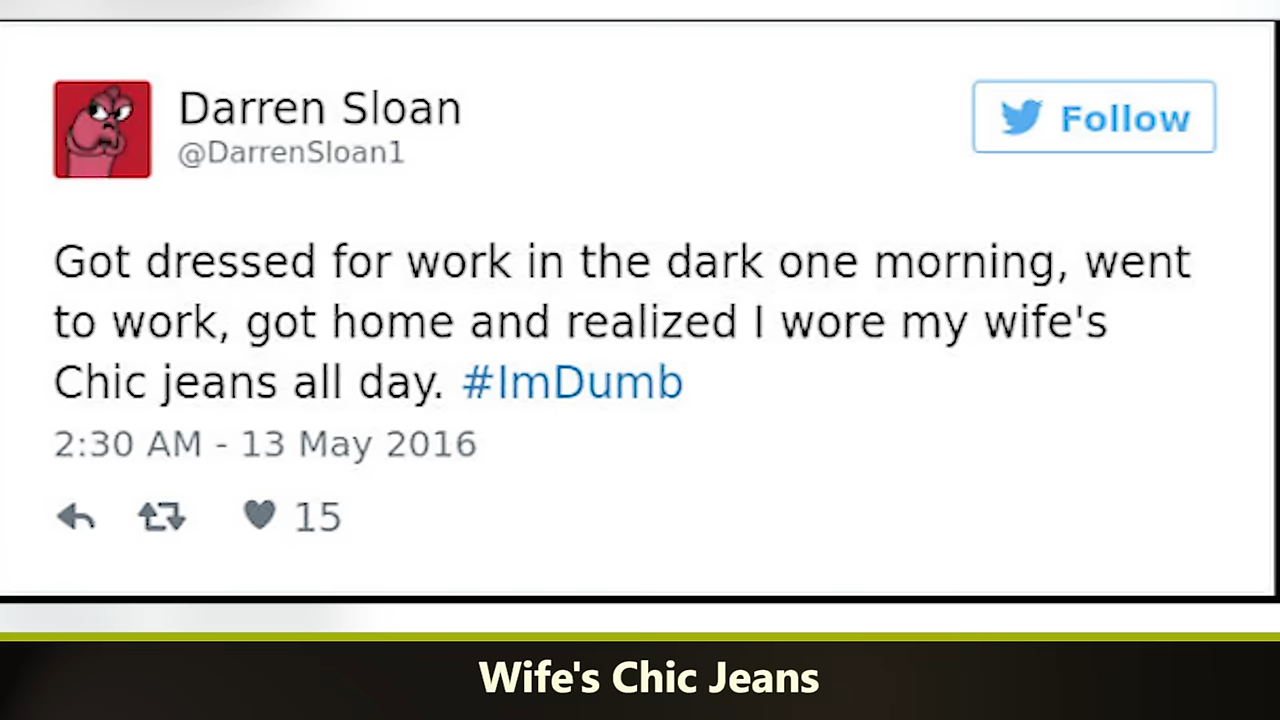 Darren Sloan
@DarrenSloan1
Follow
Got dressed for work in the dark one morning, went
to work, got home and realized I wore my wife's
Chic jeans all day. #ImDumb
2:30 AM - 13 May 2016
15
Wife's Chic Jeans